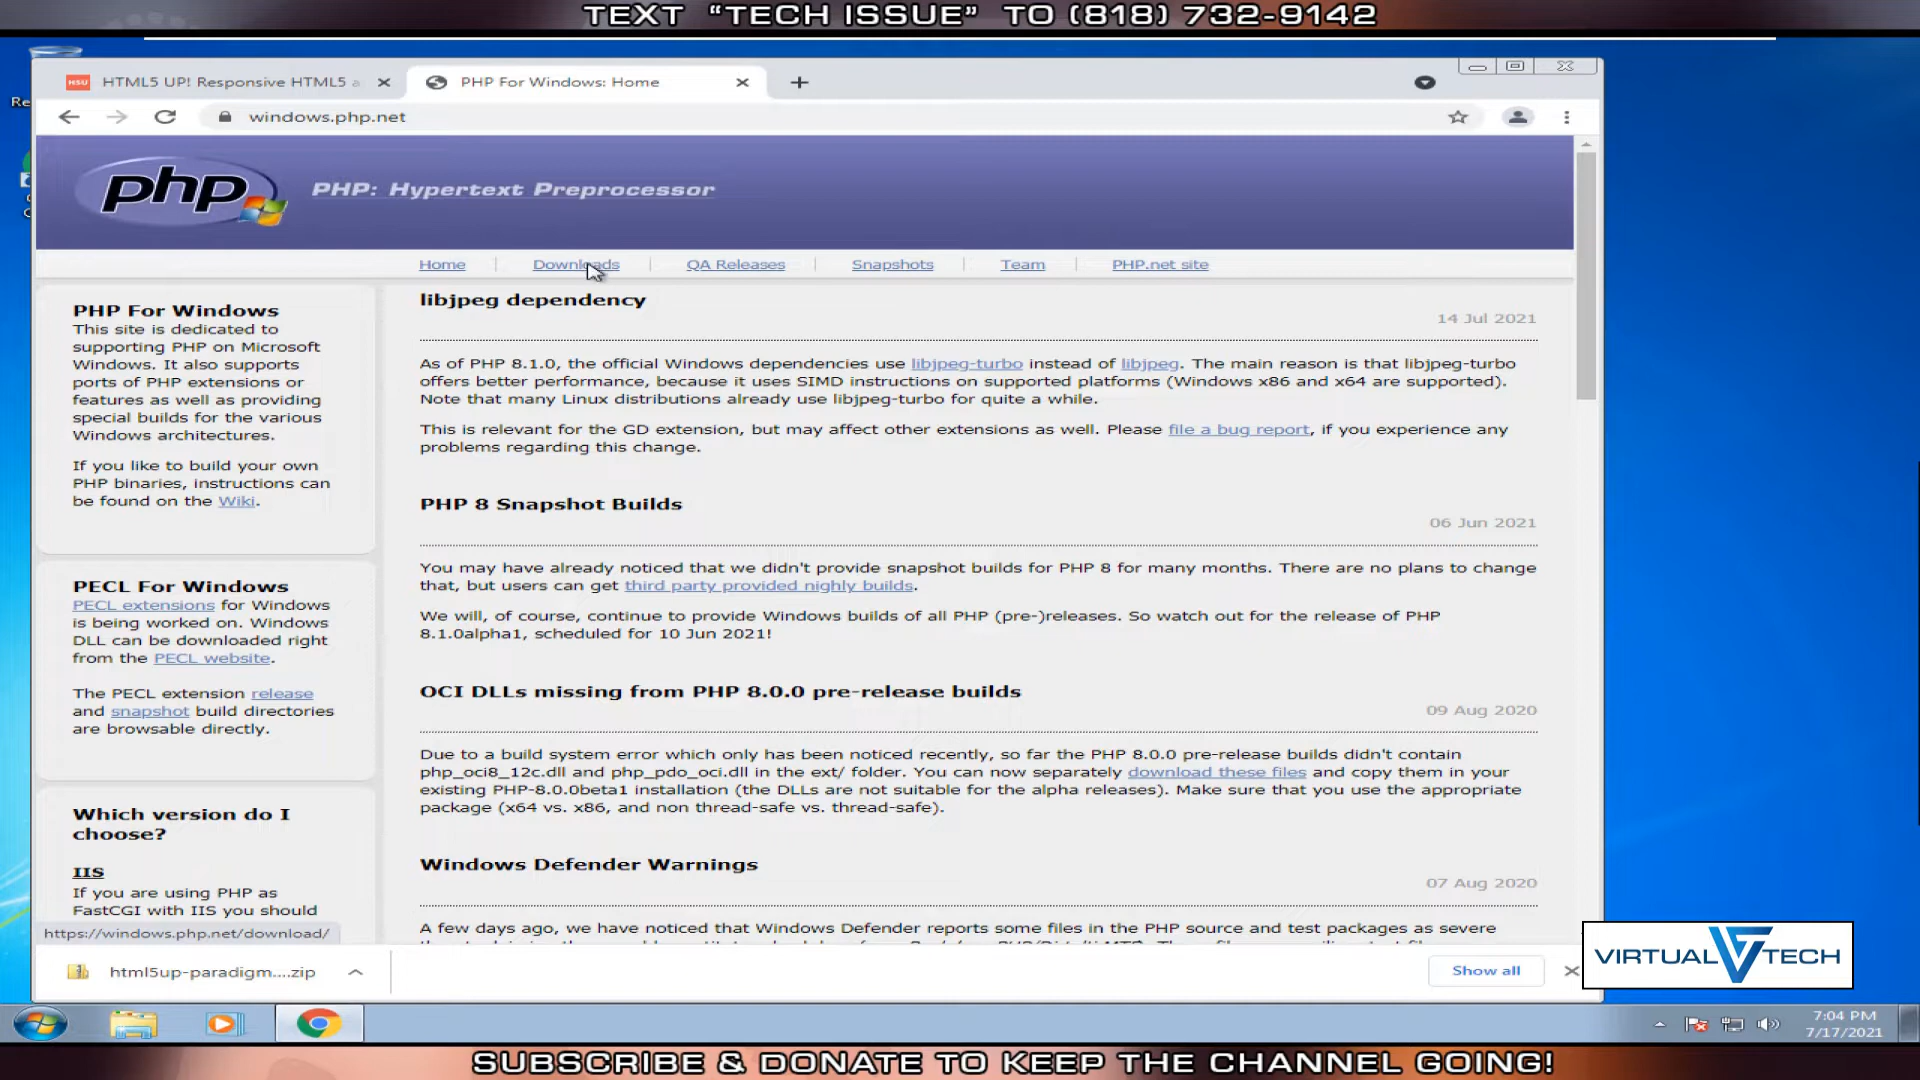 TEXT “TECH ISSUE” TO (818) 732-9142
HTML5 UP! Responsive HTML5 a
PHP For Windows: Home
windows.php.net
php
PHP: Hypertext Preprocessor
Home
Downloads
QA Releases
Snapshots
Team
PHP.net site
PHP For Windows
This site is dedicated to
supporting PHP on Microsoft
Windows. It also supports
ports of PHP extensions or
features as well as providing
special builds for the various
Windows architectures.
If you like to build your own
PHP binaries, instructions can
be found on the Wiki.
PECL For Windows
PECL extensions for Windows
is being worked on. Windows
DLL can be downloaded right
from the PECL website.
The PECL extension release
and snapshot build directories
are browsable directly.
Which version do I
choose?
IIS
If you are using PHP as
FastCGI with IIS you should
https://windows.php.net/download/
libjpeg dependency
14 Jul 2021
As of PHP 8.1.0, the official Windows dependencies use libjpeg-turbo instead of libjpeg. The main reason is that libjpeg-turbo
offers better performance, because it uses SIMD instructions on supported platforms (Windows x86 and x64 are supported).
Note that many Linux distributions already use libjpeg-turbo for quite a while.
This is relevant for the GD extension, but may affect other extensions as well. Please file a bug report, if you experience any
problems regarding this change.
PHP 8 Snapshot Builds
06 Jun 2021
You may have already noticed that we didn't provide snapshot builds for PHP 8 for many months. There are no plans to change
that, but users can get third party provided nighly builds.
We will, of course, continue to provide Windows builds of all PHP (pre-)releases. So watch out for the release of PHP
8.1.0alpha1, scheduled for 10 Jun 2021!
OCI DLLs missing from PHP 8.0.0 pre-release builds
09 Aug 2020
Due to a build system error which only has been noticed recently, so far the PHP 8.0.0 pre-release builds didn't contain
php_oci8_12c.dll and php_pdo_oci.dll in the ext/ folder. You can now separately download these files and copy them in your
existing PHP-8.0.0beta1 installation (the DLLs are not suitable for the alpha releases). Make sure that you use the appropriate
package (x64 vs. x86, and non thread-safe vs. thread-safe).
Windows Defender Warnings
07 Aug 2020
A few days ago, we have noticed that Windows Defender reports some files in the PHP source and test packages as severe
html5up-paradigm....zip
Show all
VIRTUAL TECH
7:04 PM
7/17/2021
SUBSCRIBE & DONATE TO KEEP THE CHANNEL GOING!